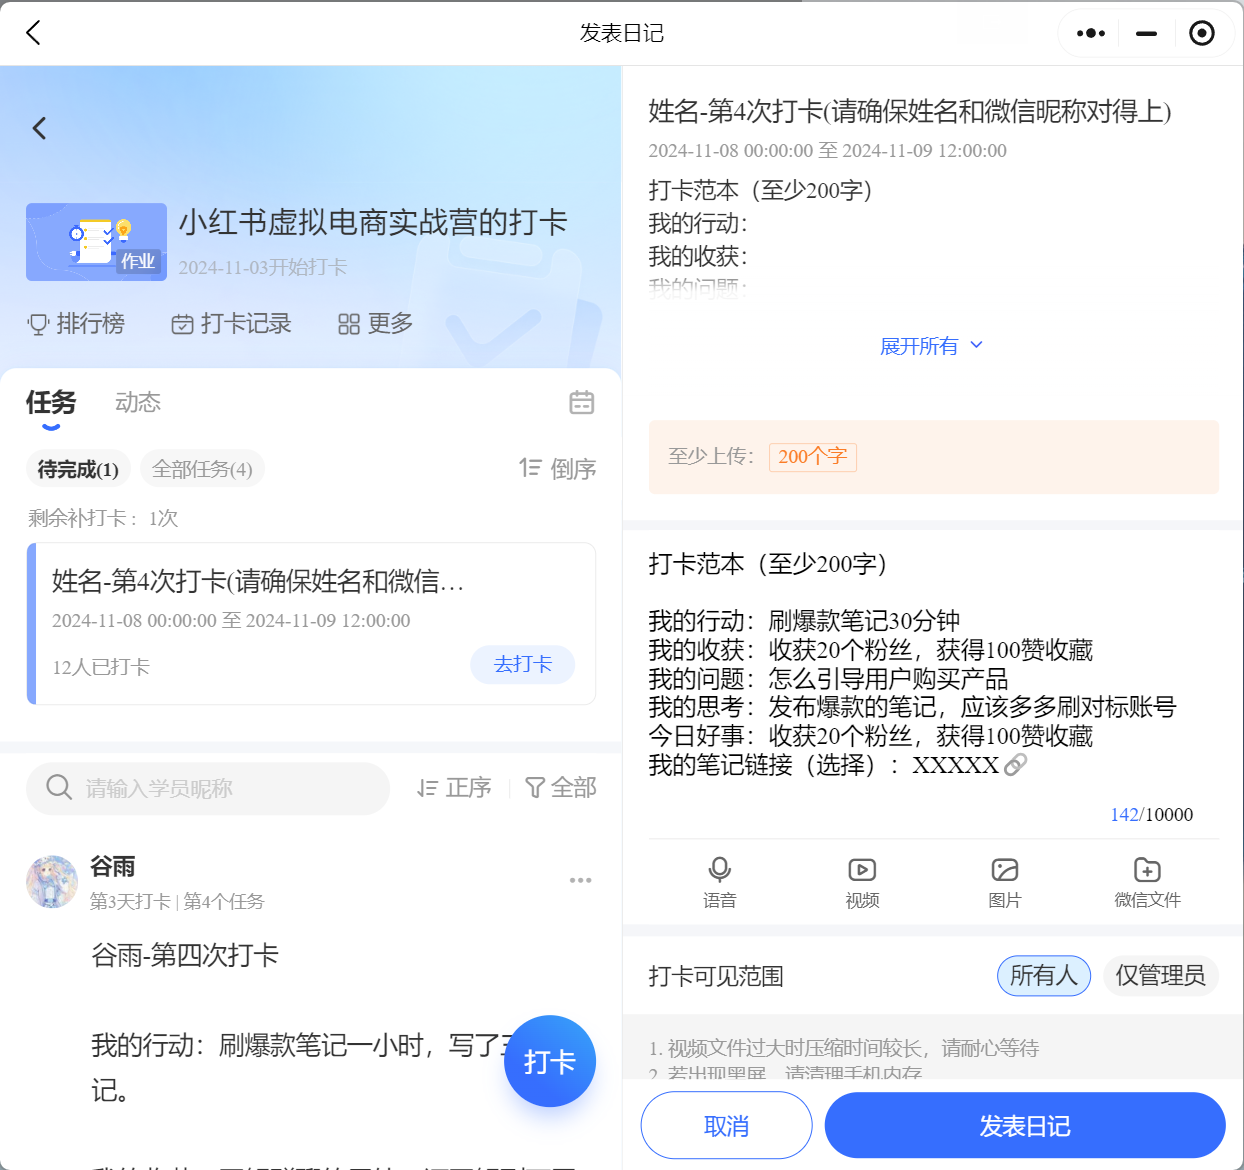 发表日记
小红书虚拟电商实战营的打卡
作业
2024-11-03开始打卡
排行榜
打卡记录
更多
任务
动态
待完成(1)
全部任务(4)
倒序
剩余补打卡：1次
姓名-第4次打卡(请确保姓名和微信...
2024-11-08 00:00:00 至 2024-11-09 12:00:00
12人已打卡
去打卡
请输入学员昵称
正序
全部
谷雨
第3天打卡 | 第4个任务
谷雨-第四次打卡
我的行动：刷爆款笔记一小时，写了
记。
打卡
姓名-第4次打卡(请确保姓名和微信昵称对得上)
2024-11-08 00:00:00 至 2024-11-09 12:00:00
打卡范本（至少200字）
我的行动：
我的收获：
我的问题：
展开所有
至少上传：
200个字
打卡范本（至少200字）
我的行动：刷爆款笔记30分钟
我的收获：收获20个粉丝，获得100赞收藏
我的问题：怎么引导用户购买产品
我的思考：发布爆款的笔记，应该多多刷对标账号
今日好事：收获20个粉丝，获得100赞收藏
我的笔记链接（选择）：XXXXX
142/10000
语音
视频
图片
微信文件
打卡可见范围
所有人
仅管理员
1. 视频文件过大时压缩时间较长，请耐心等待
2. 若出现黑屏，请清理手机内存
取消
发表日记